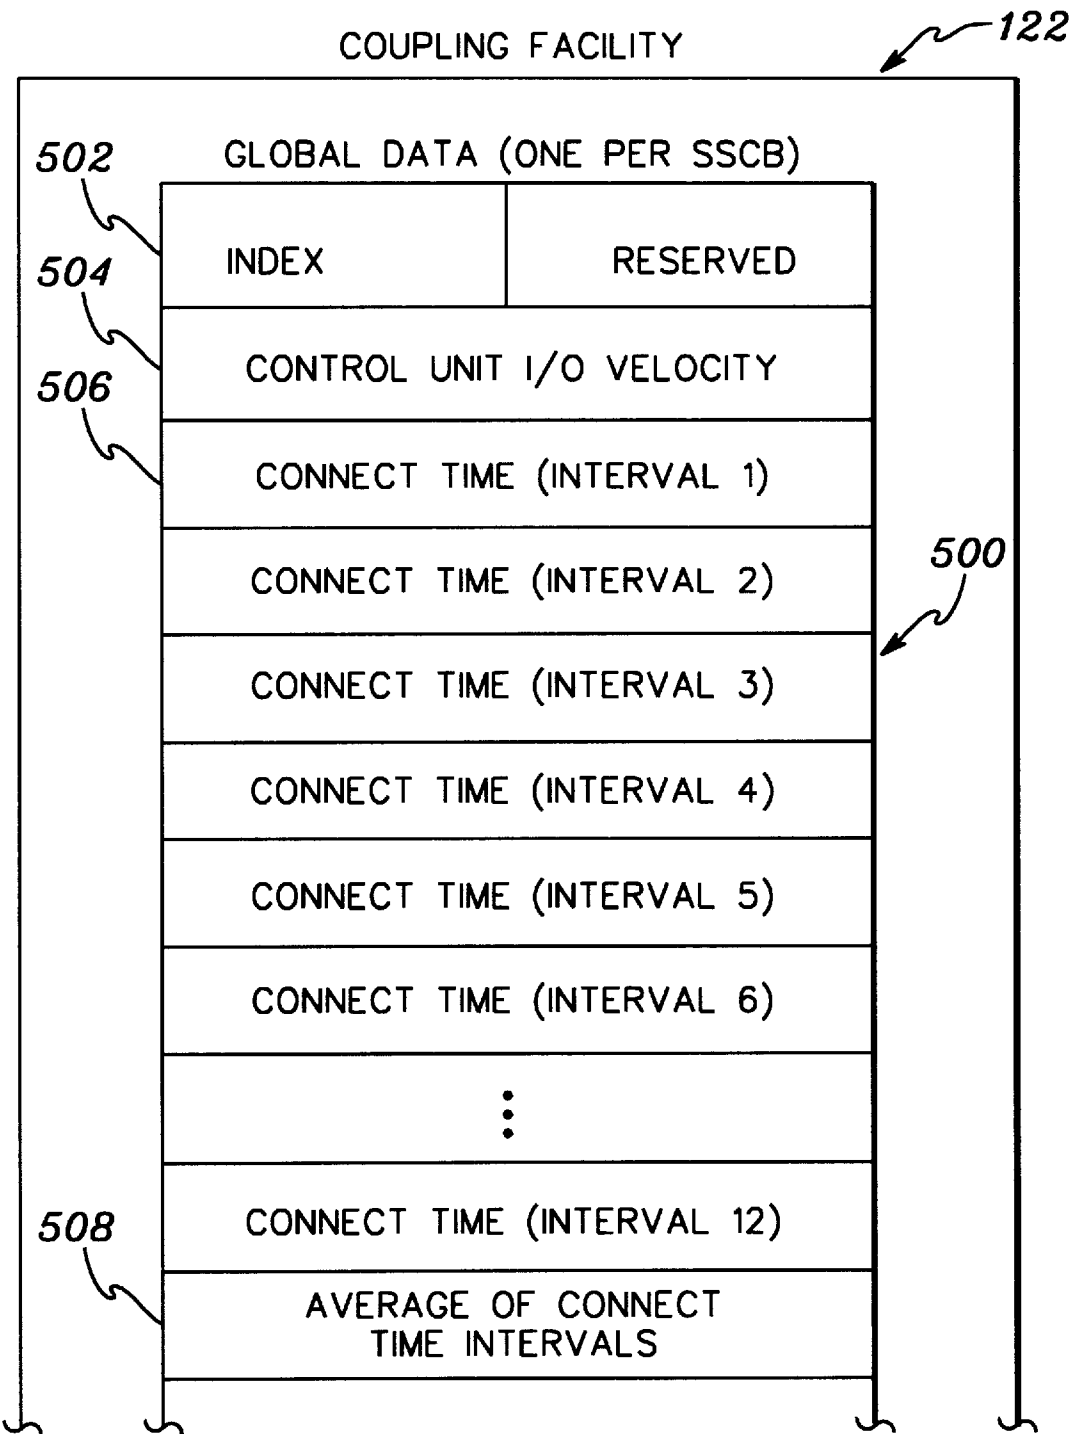 COUPLING FACILITY
122
GLOBAL DATA (ONE PER SSCB)
502
INDEX RESERVED
504
CONTROL UNIT I/O VELOCITY
506
CONNECT TIME (INTERVAL 1)
CONNECT TIME (INTERVAL 2)
500
CONNECT TIME (INTERVAL 3)
CONNECT TIME (INTERVAL 4)
CONNECT TIME (INTERVAL 5)
CONNECT TIME (INTERVAL 6)
CONNECT TIME (INTERVAL 12)
508
AVERAGE OF CONNECT
TIME INTERVALS